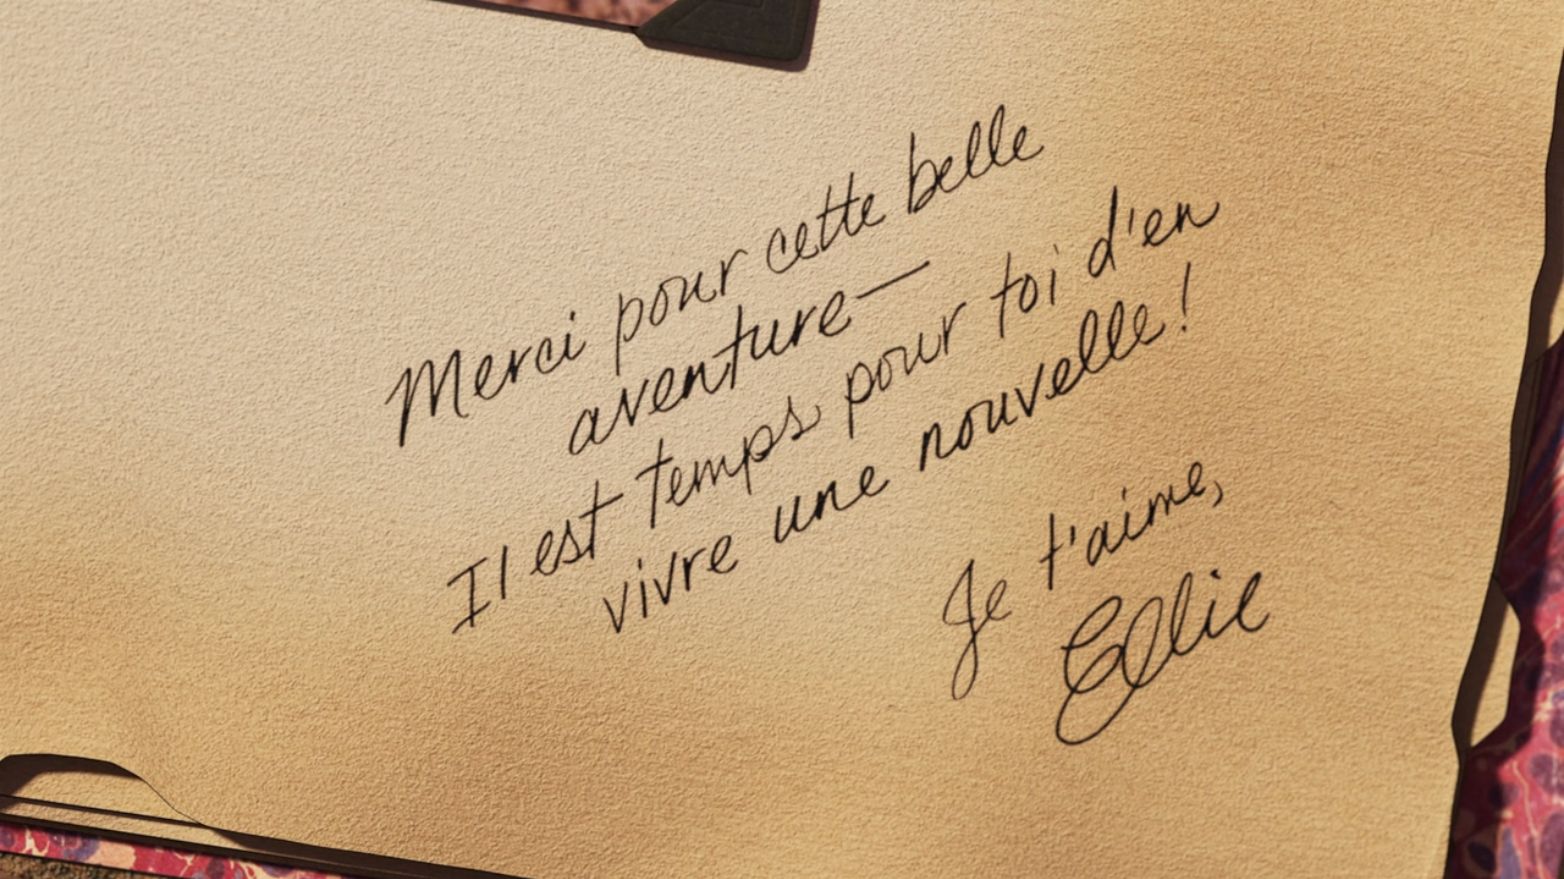 Merci pour cette belle
aventure—
Il est temps pour toi d'en
vivre une nouvelle!
Je t'aime,
Ellie